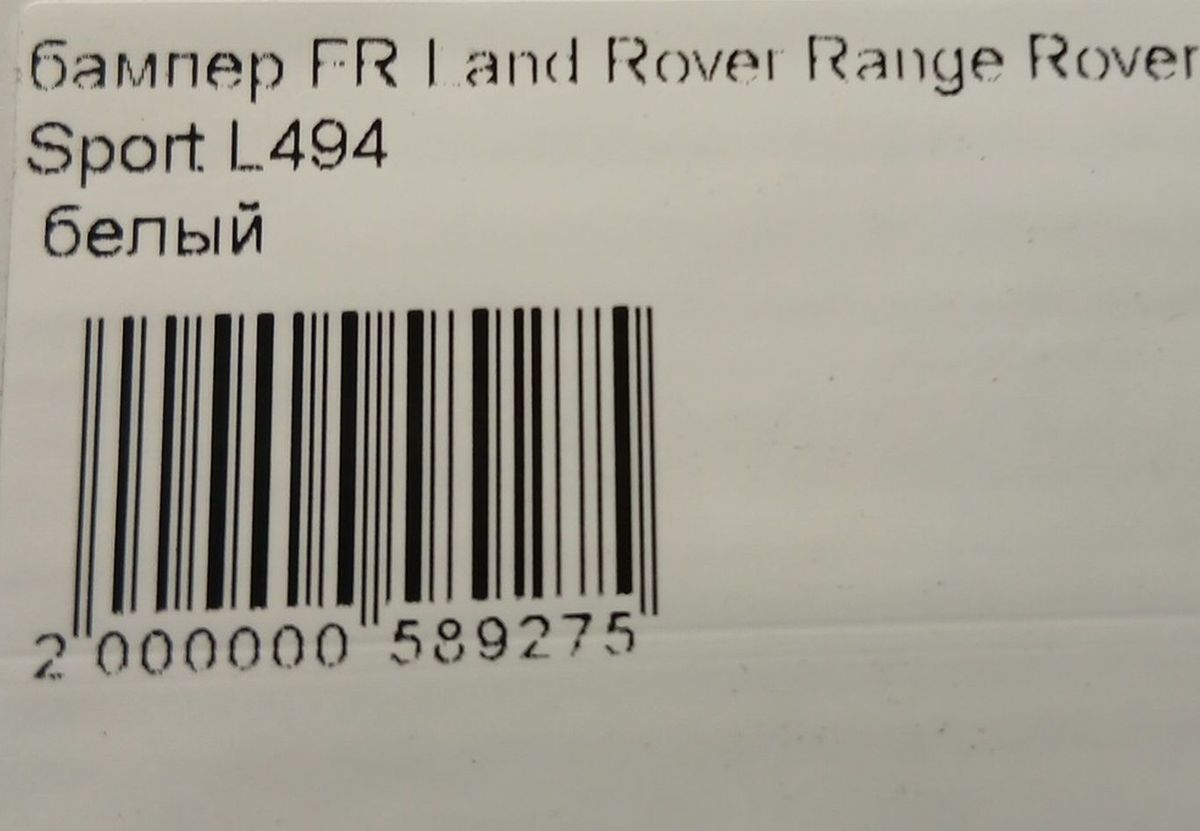 бампер FR Land Rover Range Rover
Sport L494
белый
2 000000 589275